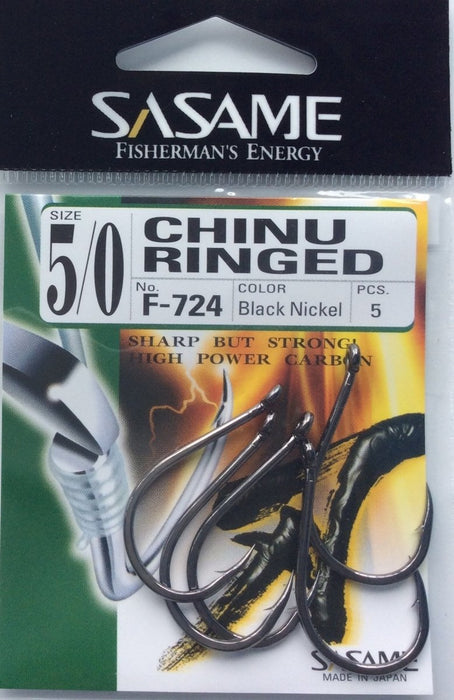 SASAME
FISHERMAN'S ENERGY
SIZE
5/0
CHINU
RINGED
No.
F-724
COLOR
Black Nickel
PCS.
5
SHARP BUT STRONG!
HIGH POWER CARBON
SASAME
MADE IN JAPAN